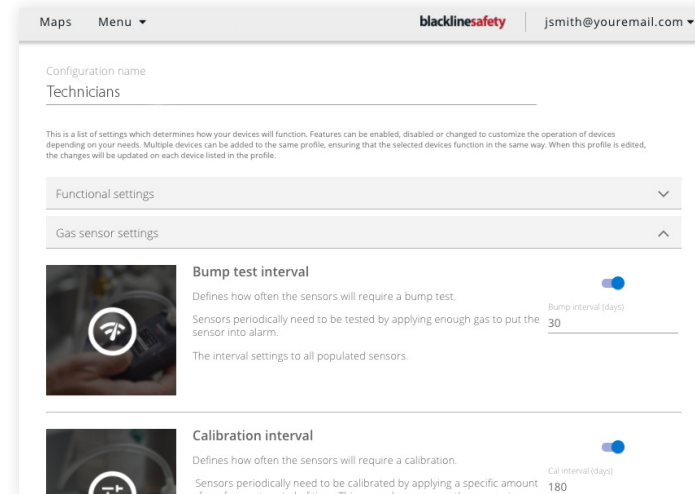 Maps Menu blacklinesafety jsmith@youremail.com
Configuration name
Technicians
This is a list of settings which determines how your devices will function. Features can be enabled, disabled or changed to customize the operation of devices
depending on your needs. Multiple devices can be added to the same profile, ensuring that the selected devices function in the same way. When this profile is edited,
the changes will be updated on each device listed in the profile.
Functional settings
Gas sensor settings
Bump test interval
Defines how often the sensors will require a bump test.
Sensors periodically need to be tested by applying enough gas to put the
sensor into alarm.
The interval settings to all populated sensors.
Bump interval (days)
30
Calibration interval
Defines how often the sensors will require a calibration.
Sensors periodically need to be calibrated by applying a specific amount
Cal interval (days)
180